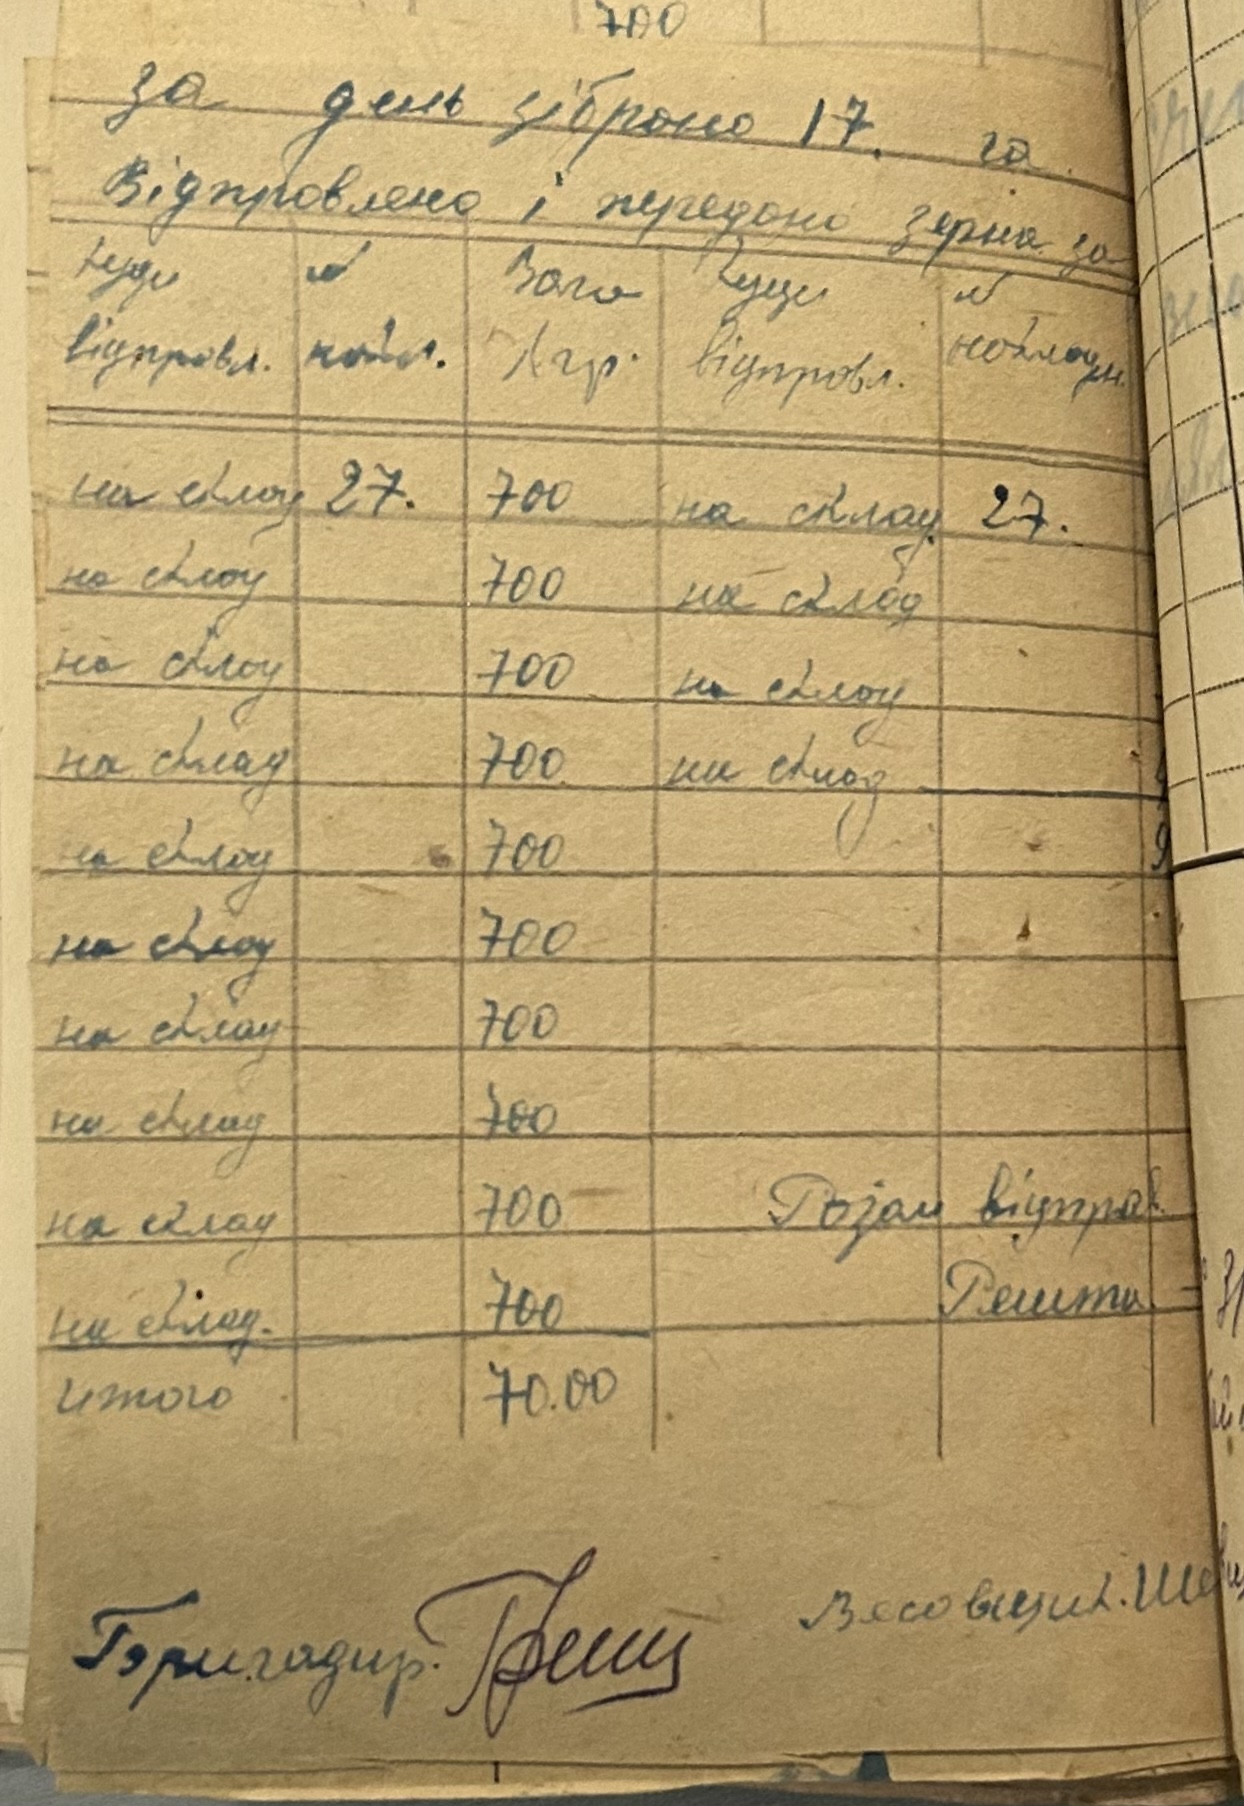 700
за день зібрано 17. га.
Відправлено і передано зерна за
куди № Вага Куди №
відправл. накл. Кгр. відправл. накладн.
на склад 27. 700 на склад 27.
на склад 700 на склад
на склад 700 на склад
на склад 700 на склад
на склад 700
на склад 700
на склад 700
на склад 700
на склад 700 Разом відправ.
на склад. 700 Решта
итого 70.00
Бригадир.
Весовщик.